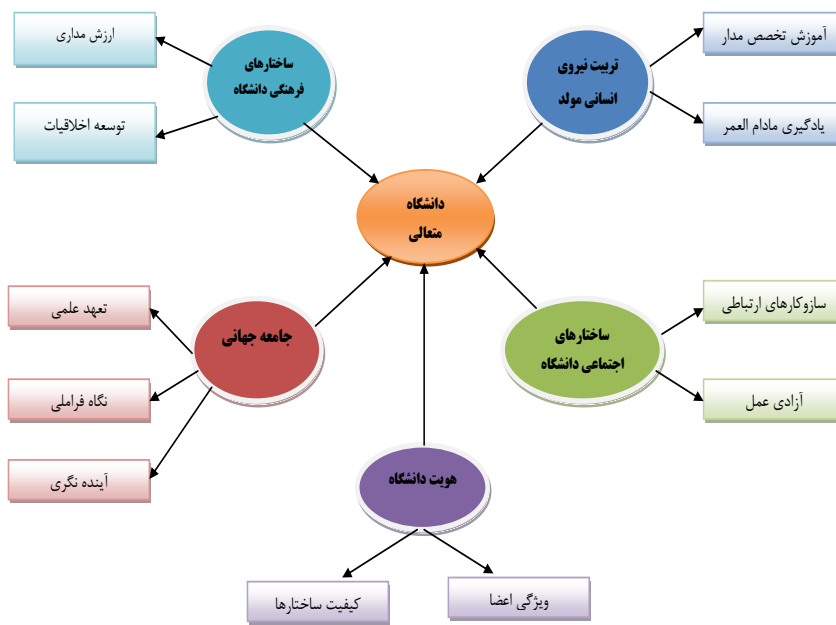 آموزش تخصص مدار
تربیت نیروی
انسانی مولد
ساختارهای
فرهنگی دانشگاه
ارزش مداری
یادگیری مادام العمر
توسعه اخلاقیات
دانشگاه
متعالی
سازوکارهای ارتباطی
ساختارهای
اجتماعی دانشگاه
آزادی عمل
جامعه جهانی
تعهد علمی
نگاه فراملی
آینده نگری
هویت دانشگاه
ویژگی اعضا
کیفیت ساختارها